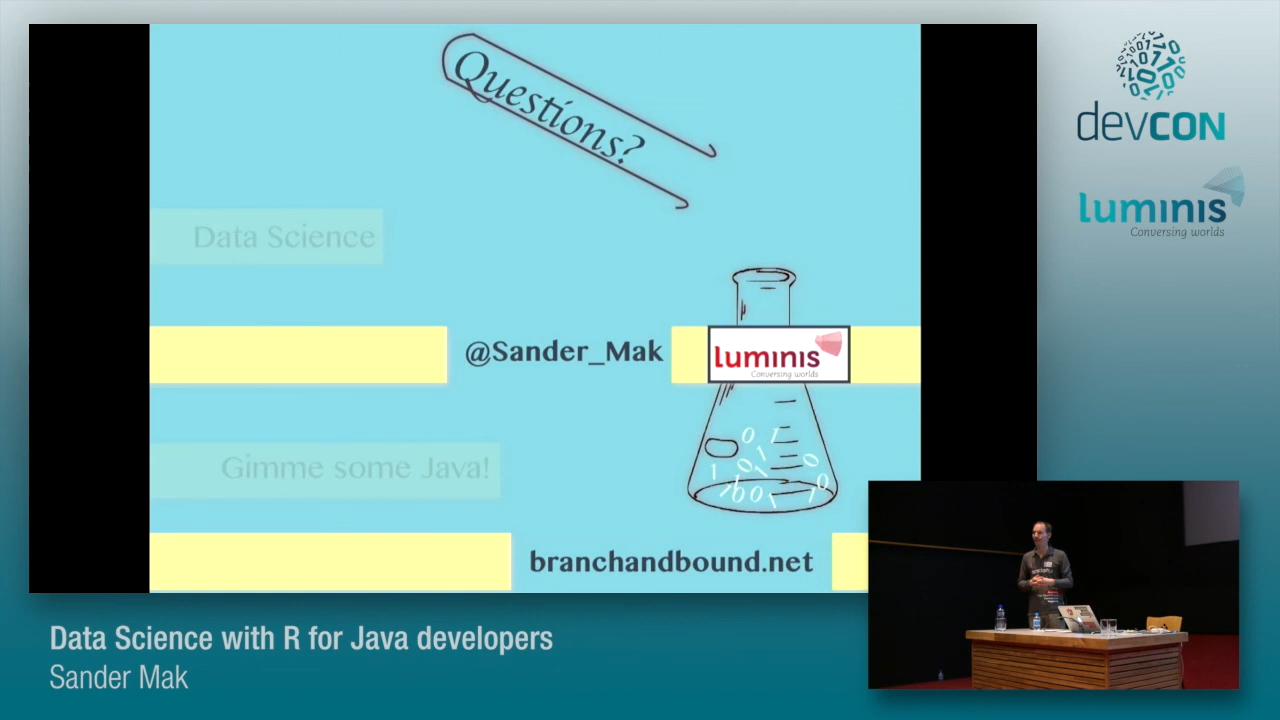 Questions?
Data Science
@Sander_Mak
luminis
Conversing worlds
Gimme some Java!
branchandbound.net
devCON
luminis
Conversing worlds
Data Science with R for Java developers
Sander Mak